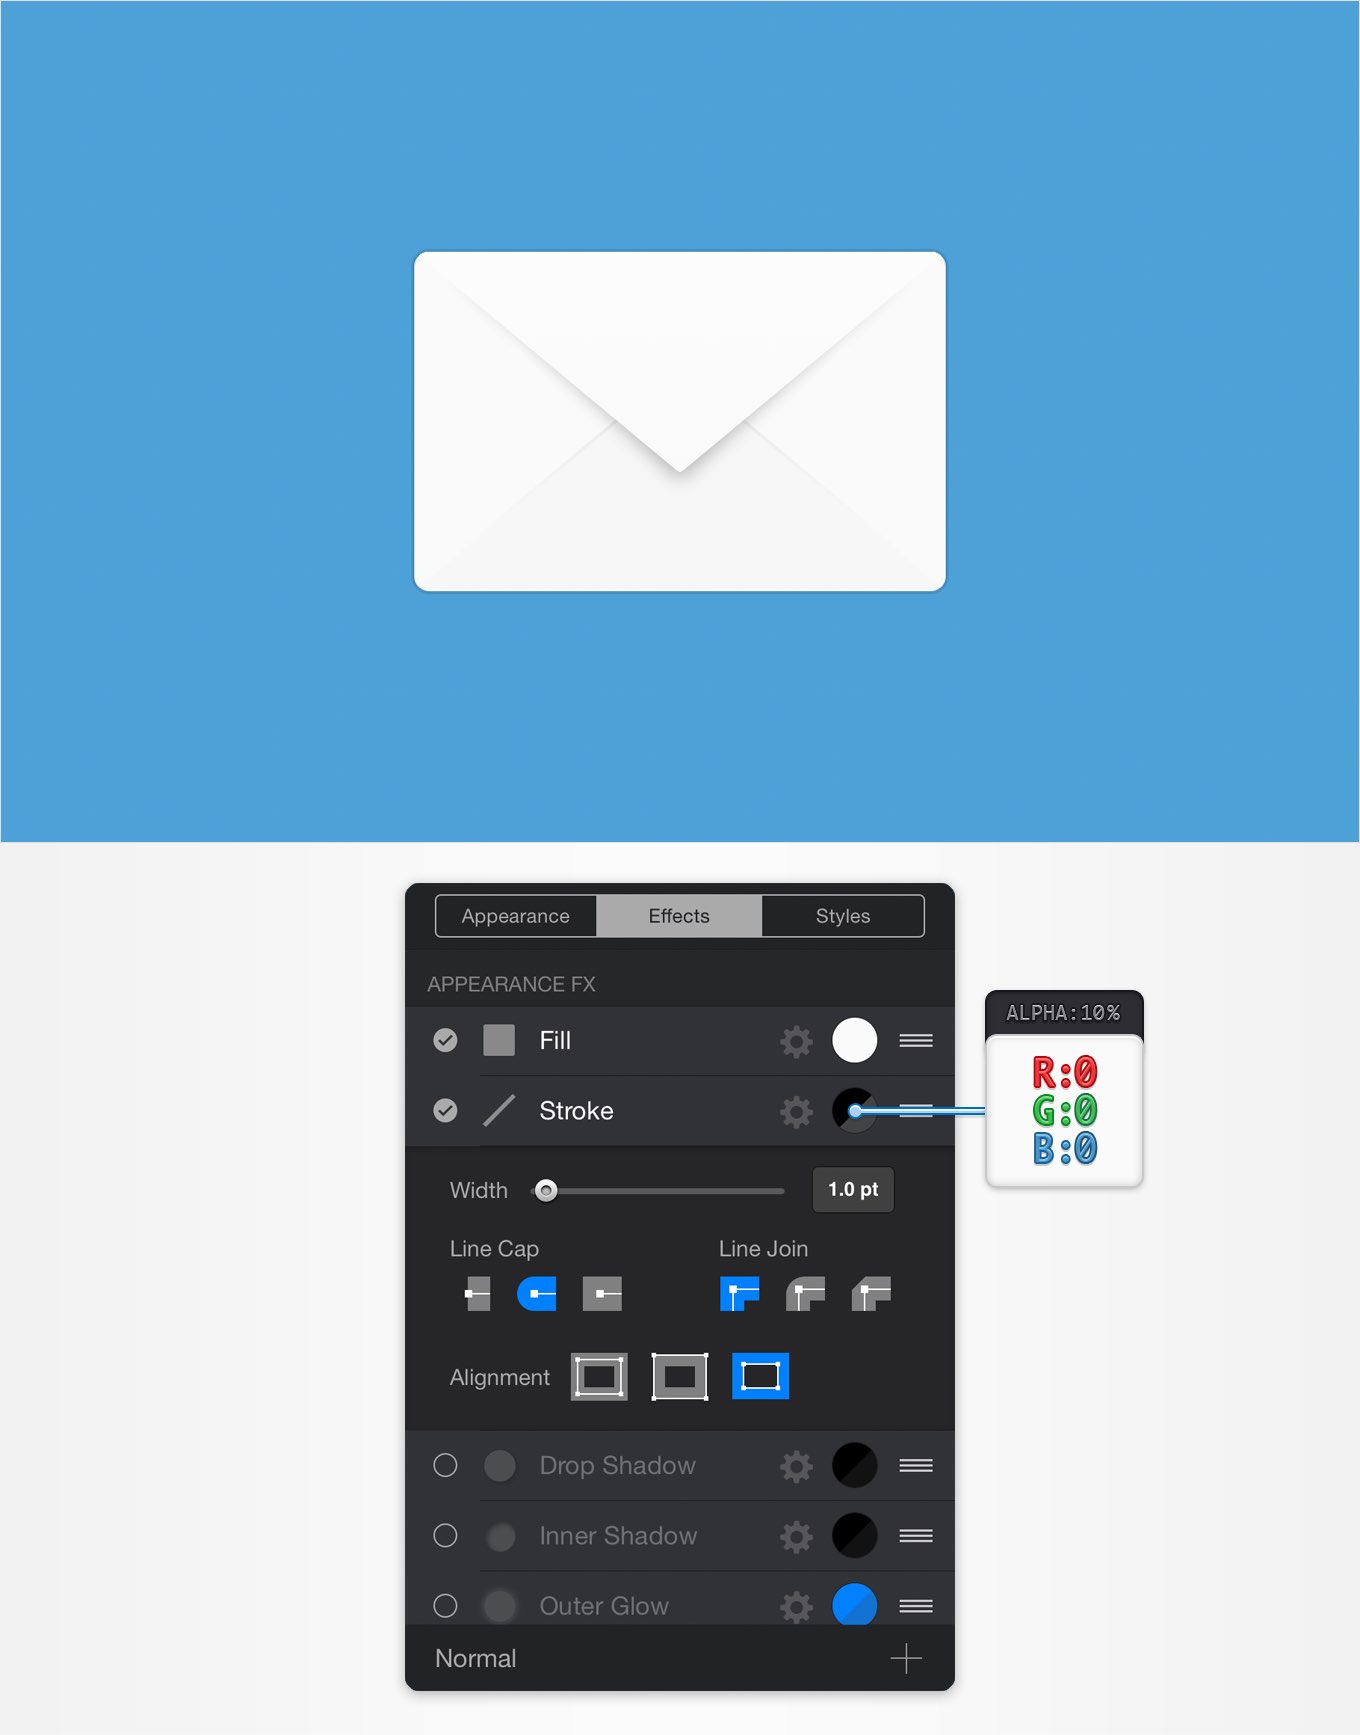 Appearance Effects Styles
APPEARANCE FX
Fill
Stroke
ALPHA:10%
R:0
G:0
B:0
Width 1.0 pt
Line Cap Line Join
Alignment
Drop Shadow
Inner Shadow
Outer Glow
Normal